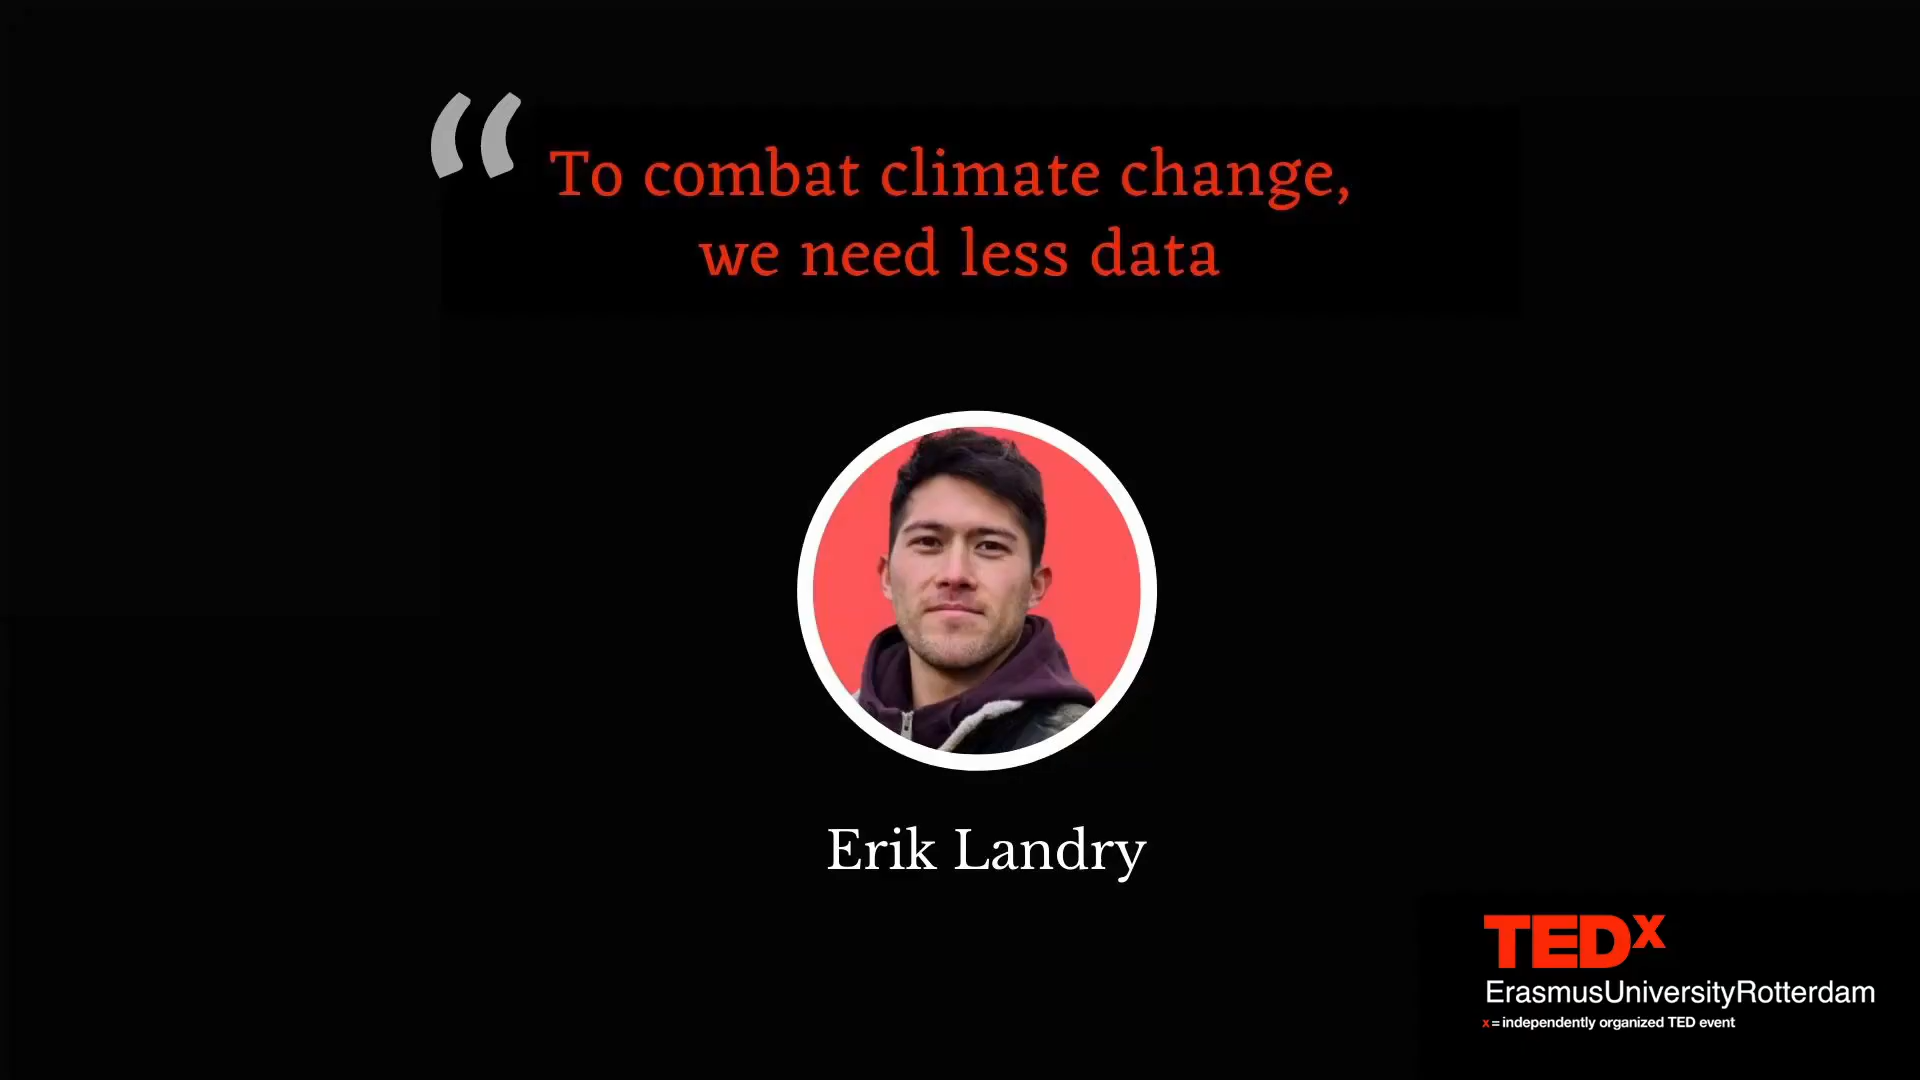 “To combat climate change,
we need less data
Erik Landry
TEDx
ErasmusUniversityRotterdam
x = independently organized TED event